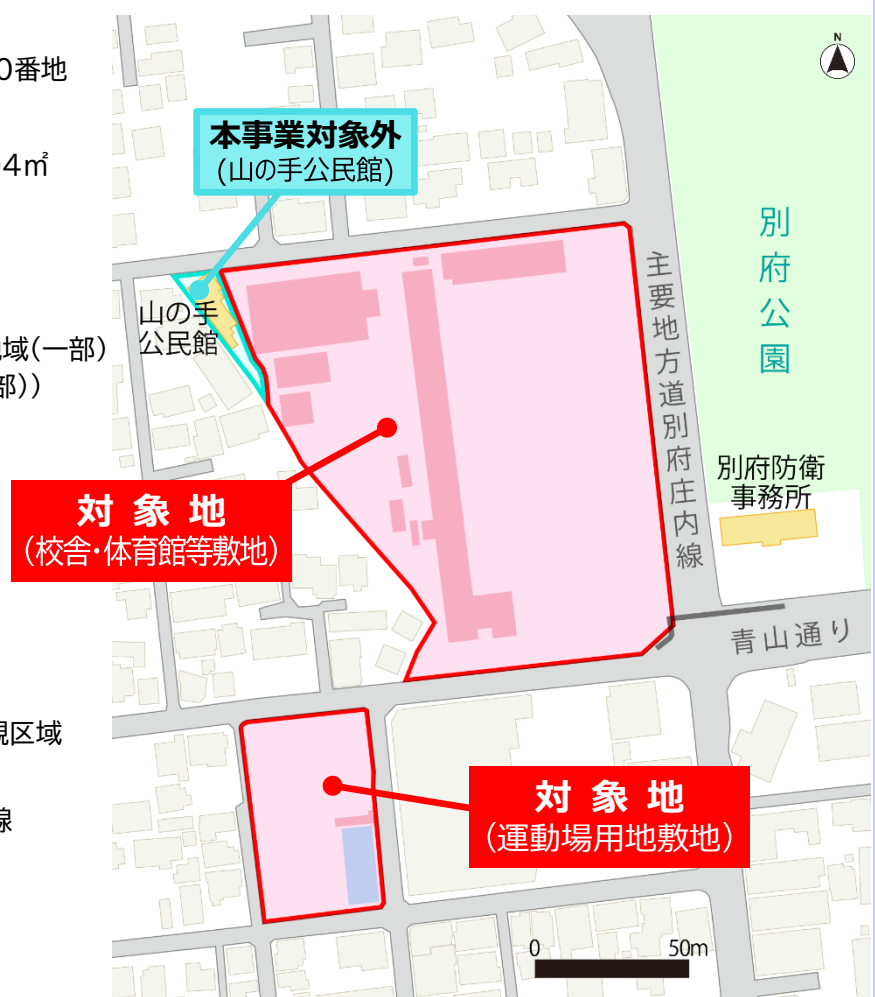 0番地
4㎡
域(一部)
部))
観区域
線
N
本事業対象外
(山の手公民館)
山の手
公民館
別府公園
主要地方道別府庄内線
別府防衛
事務所
対象地
(校舎・体育館等敷地)
青山通り
対象地
(運動場用地敷地)
0 50m